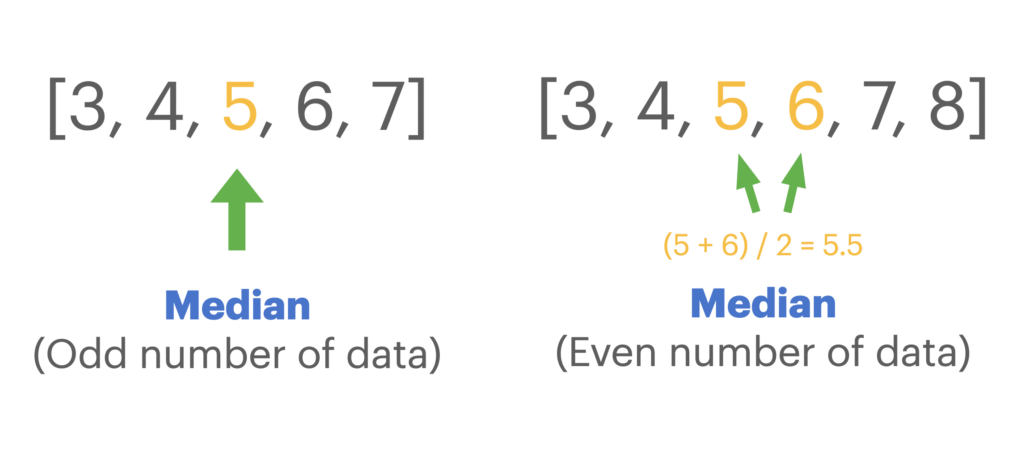 [3, 4, 5, 6, 7]
Median
(Odd number of data)
[3, 4, 5, 6, 7, 8]
(5 + 6) / 2 = 5.5
Median
(Even number of data)